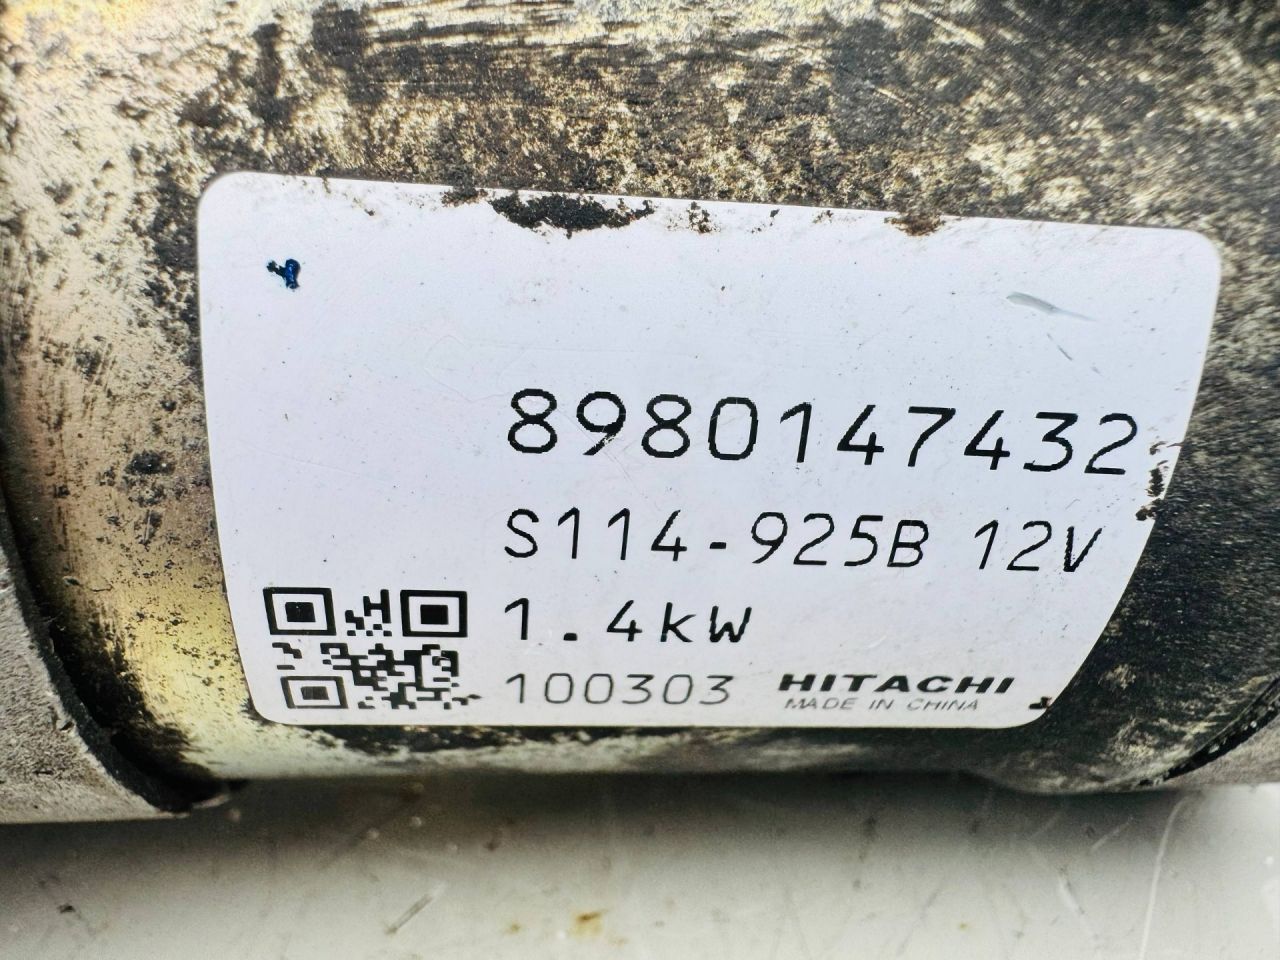 8980147432
S114-925B 12V
1.4kW
100303 HITACHI
MADE IN CHINA